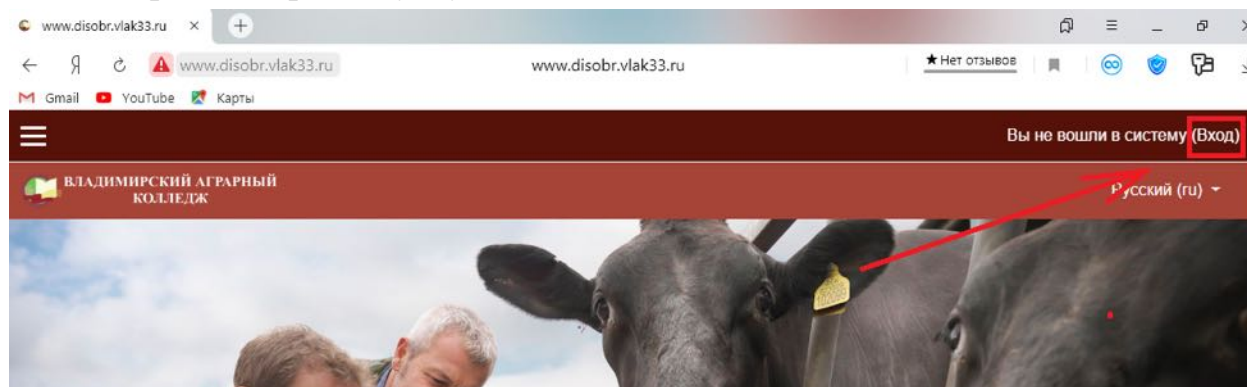 www.disobr.vlak33.ru
www.disobr.vlak33.ru www.disobr.vlak33.ru ★ Нет отзывов
Gmail YouTube Карты
Вы не вошли в систему (Вход)
ВЛАДИМИРСКИЙ АГРАРНЫЙ
КОЛЛЕДЖ
Русский (ru)